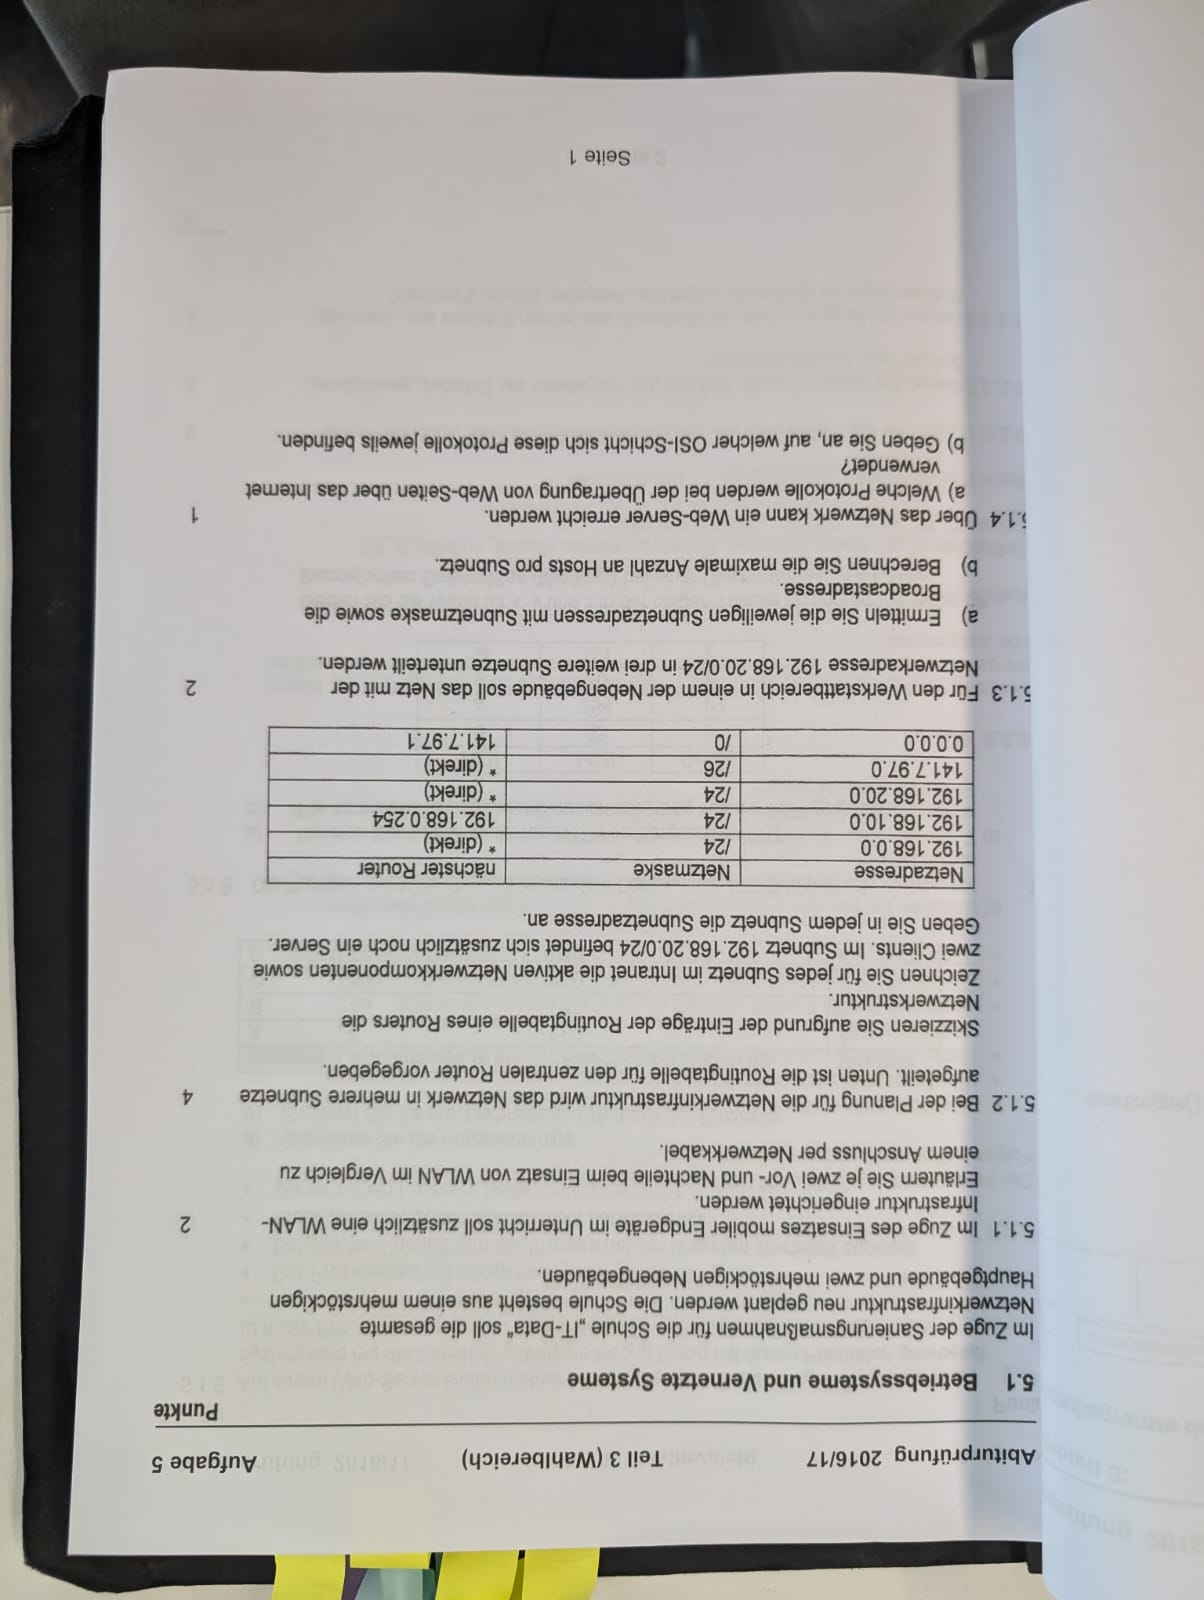 Abiturprüfung 2016/17 Teil 3 (Wahlbereich) Aufgabe 5
Punkte
5.1 Betriebssysteme und Vernetzte Systeme
Im Zuge der Sanierungsmaßnahmen für die Schule „IT-Data" soll die gesamte
Netzwerkinfrastruktur neu geplant werden. Die Schule besteht aus einem mehrstöckigen
Hauptgebäude und zwei mehrstöckigen Nebengebäuden.
5.1.1 Im Zuge des Einsatzes mobiler Endgeräte im Unterricht soll zusätzlich eine WLAN- 2
Infrastruktur eingerichtet werden.
Erläutern Sie je zwei Vor- und Nachteile beim Einsatz von WLAN im Vergleich zu
einem Anschluss per Netzwerkkabel.
5.1.2 Bei der Planung für die Netzwerkinfrastruktur wird das Netzwerk in mehrere Subnetze 4
aufgeteilt. Unten ist die Routingtabelle für den zentralen Router vorgegeben.
Skizzieren Sie aufgrund der Einträge der Routingtabelle eines Routers die
Netzwerkstruktur.
Zeichnen Sie für jedes Subnetz im Intranet die aktiven Netzwerkkomponenten sowie
zwei Clients. Im Subnetz 192.168.20.0/24 befindet sich zusätzlich noch ein Server.
Geben Sie in jedem Subnetz die Subnetzadresse an.
Netzadresse Netzmaske nächster Router
192.168.0.0 /24 * (direkt)
192.168.10.0 /24 192.168.0.254
192.168.20.0 /24 * (direkt)
141.7.97.0 /26 * (direkt)
0.0.0.0 /0 141.7.97.1
5.1.3 Für den Werkstattbereich in einem der Nebengebäude soll das Netz mit der 2
Netzwerkadresse 192.168.20.0/24 in drei weitere Subnetze unterteilt werden.
a) Ermitteln Sie die jeweiligen Subnetzadressen mit Subnetzmaske sowie die
Broadcastadresse.
b) Berechnen Sie die maximale Anzahl an Hosts pro Subnetz.
5.1.4 Über das Netzwerk kann ein Web-Server erreicht werden. 1
a) Welche Protokolle werden bei der Übertragung von Web-Seiten über das Internet
verwendet?
b) Geben Sie an, auf welcher OSI-Schicht sich diese Protokolle jeweils befinden.
Seite 1